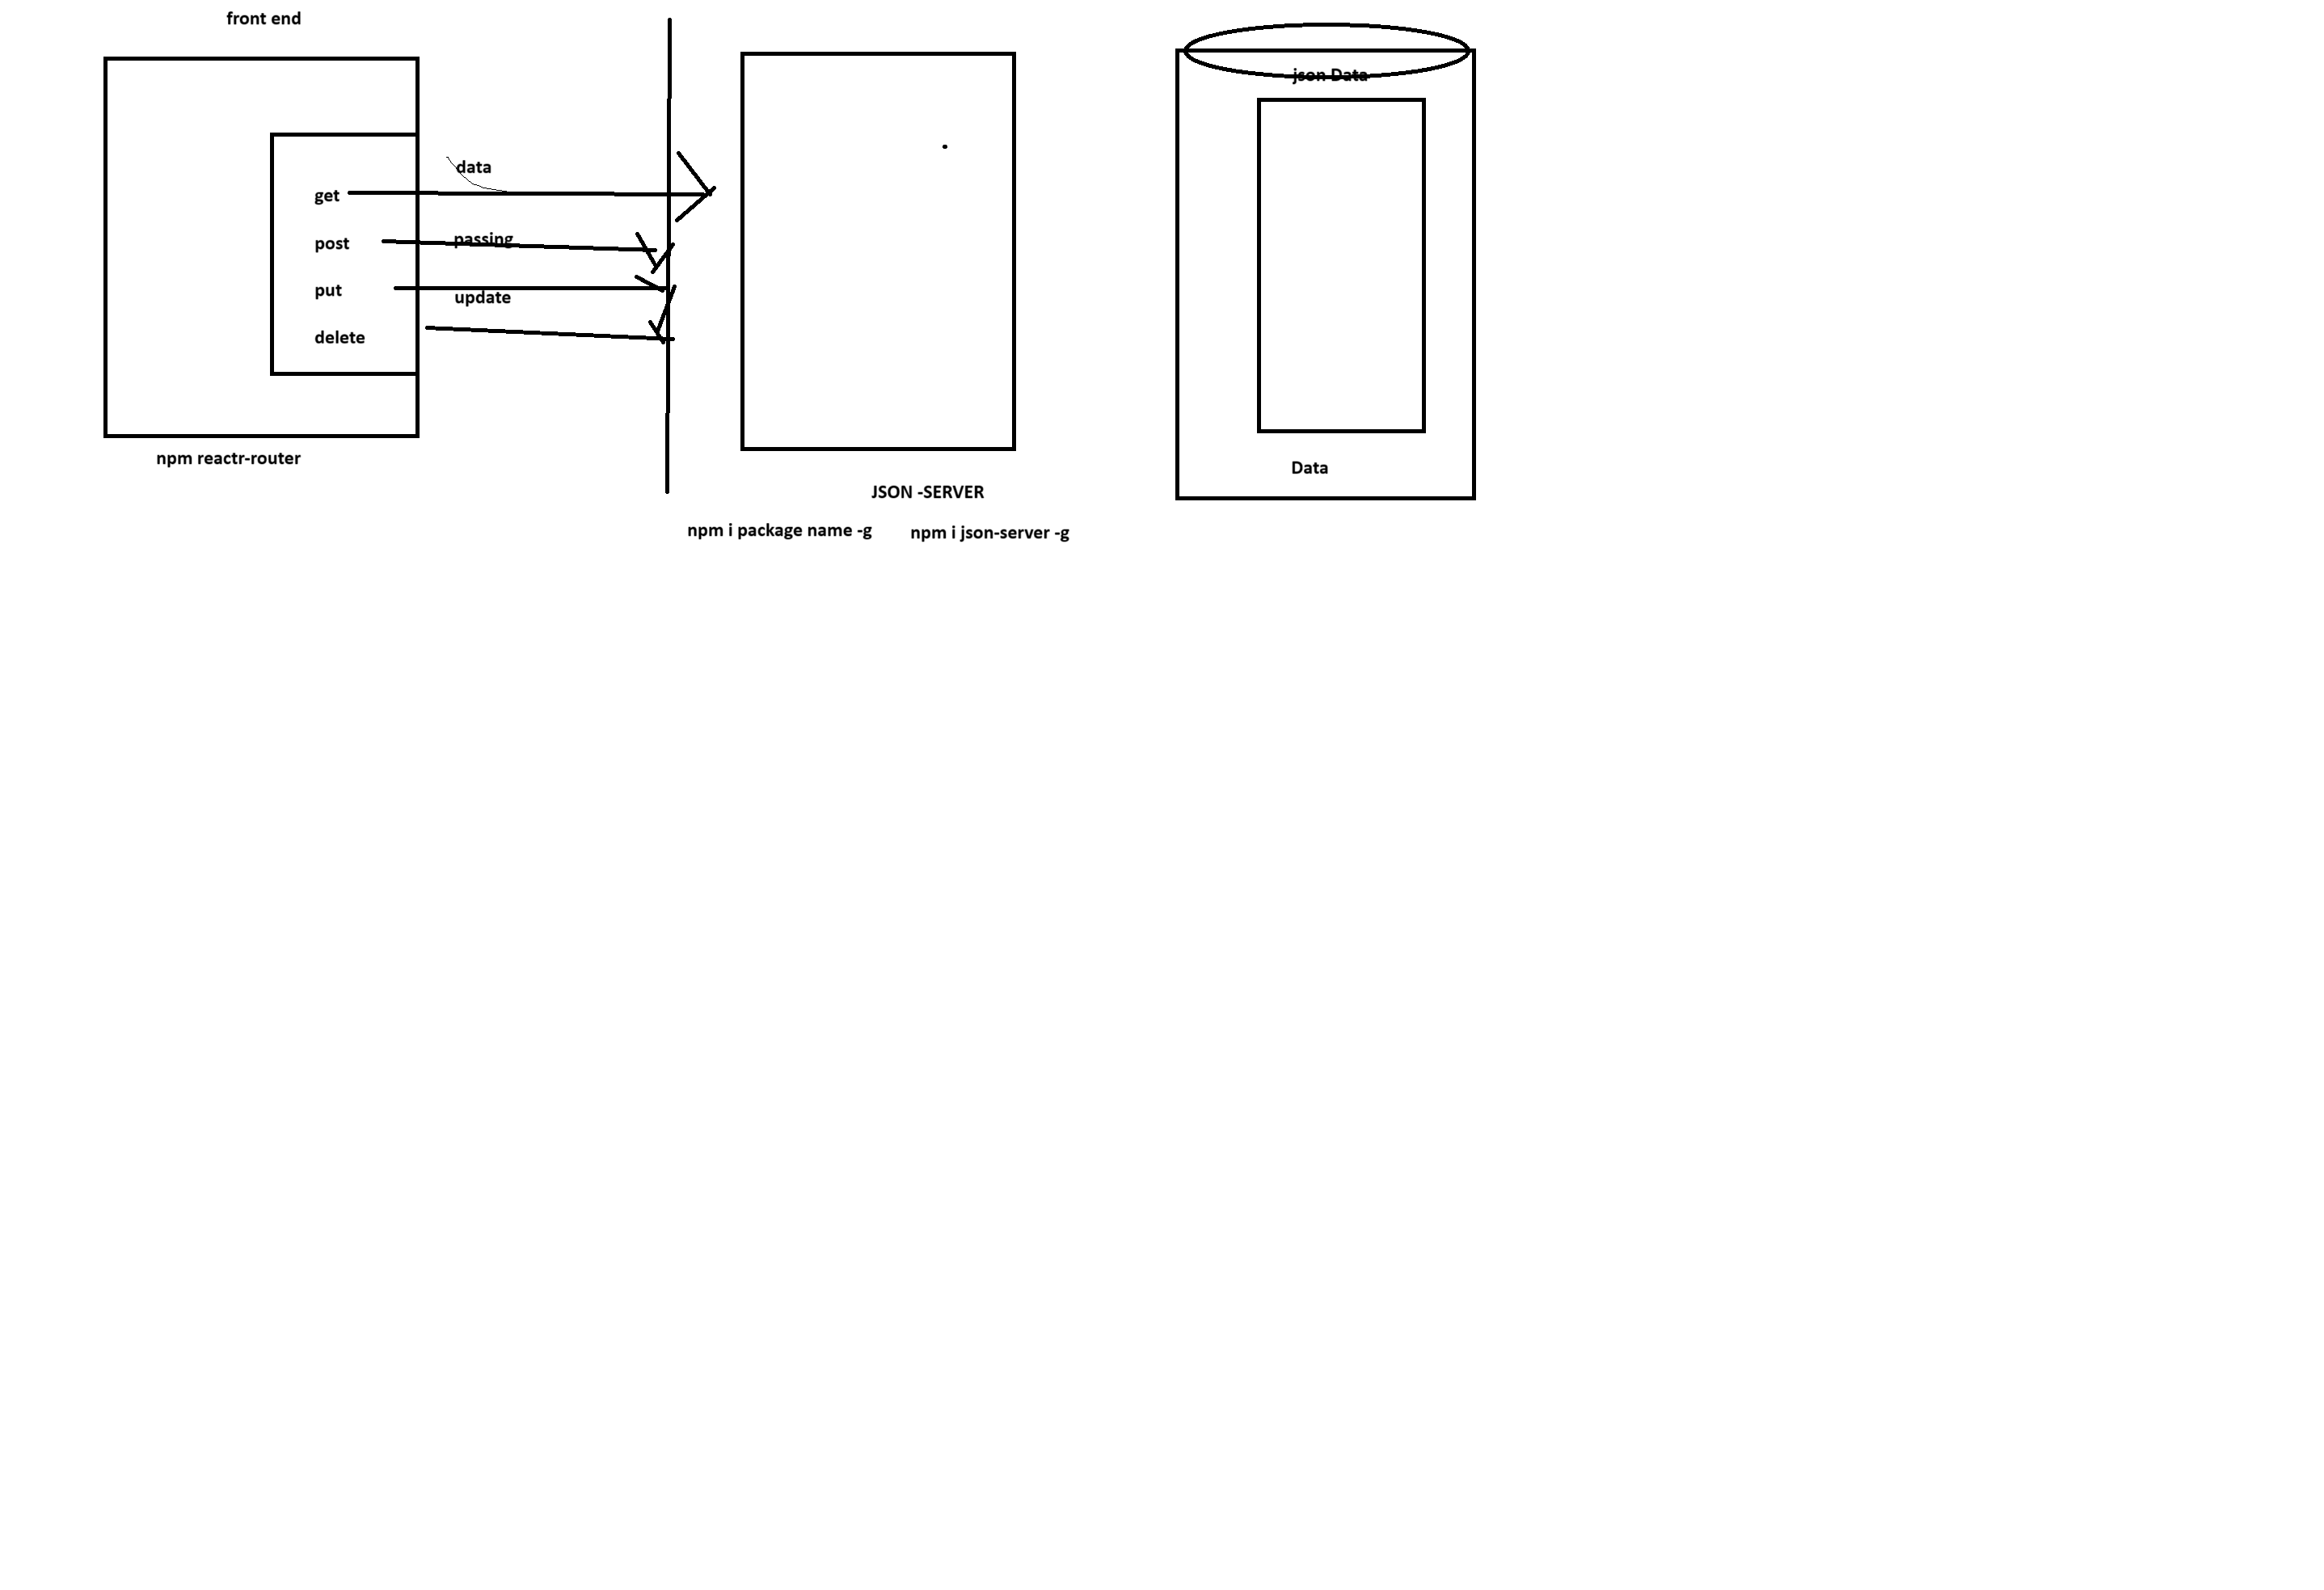 front end
data
get
passing
post
put
update
delete
npm reactr-router
JSON -SERVER
npm i package name -g
npm i json-server -g
json Data
Data